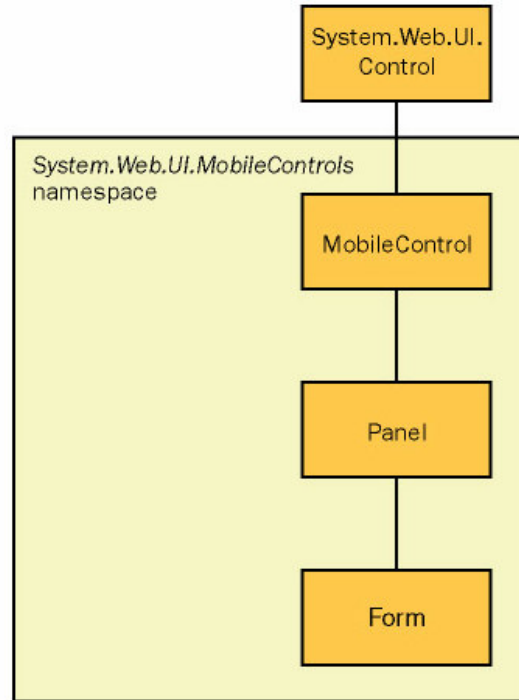 System.Web.UI.
Control
System.Web.UI.MobileControls
namespace
MobileControl
Panel
Form